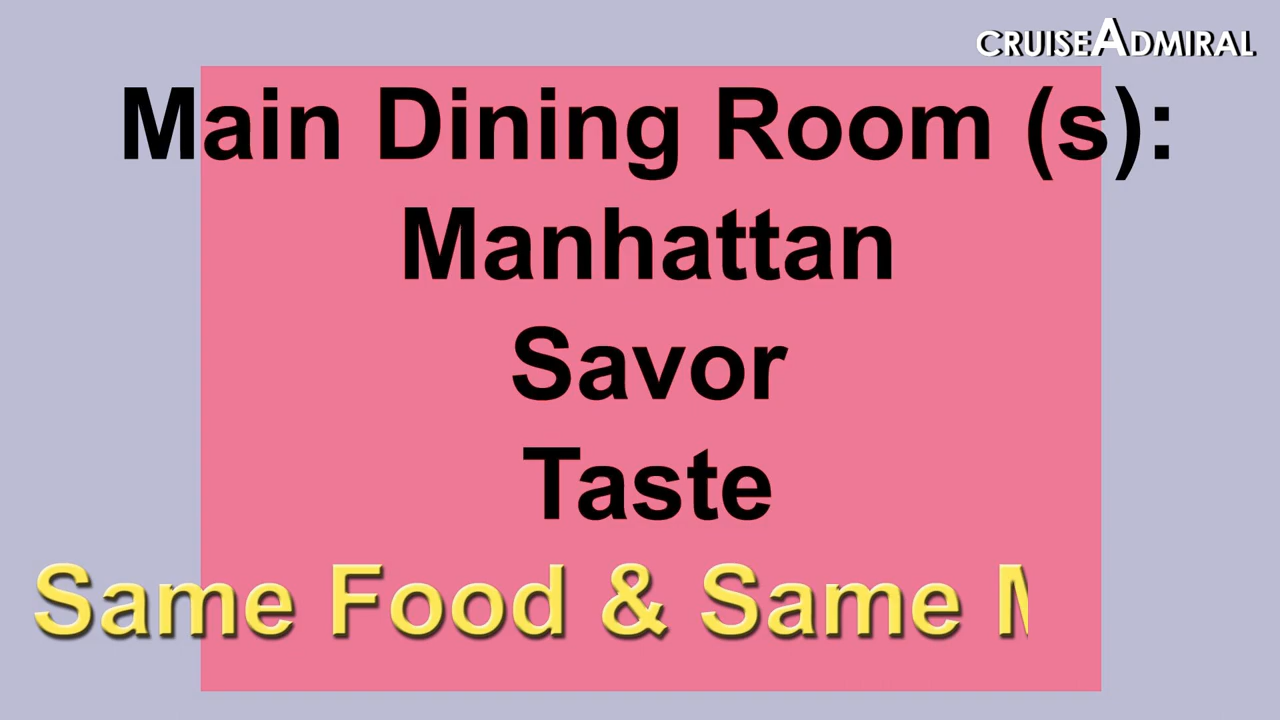 CRUISEADMIRAL
Main Dining Room (s):
Manhattan
Savor
Taste
Same Food & Same